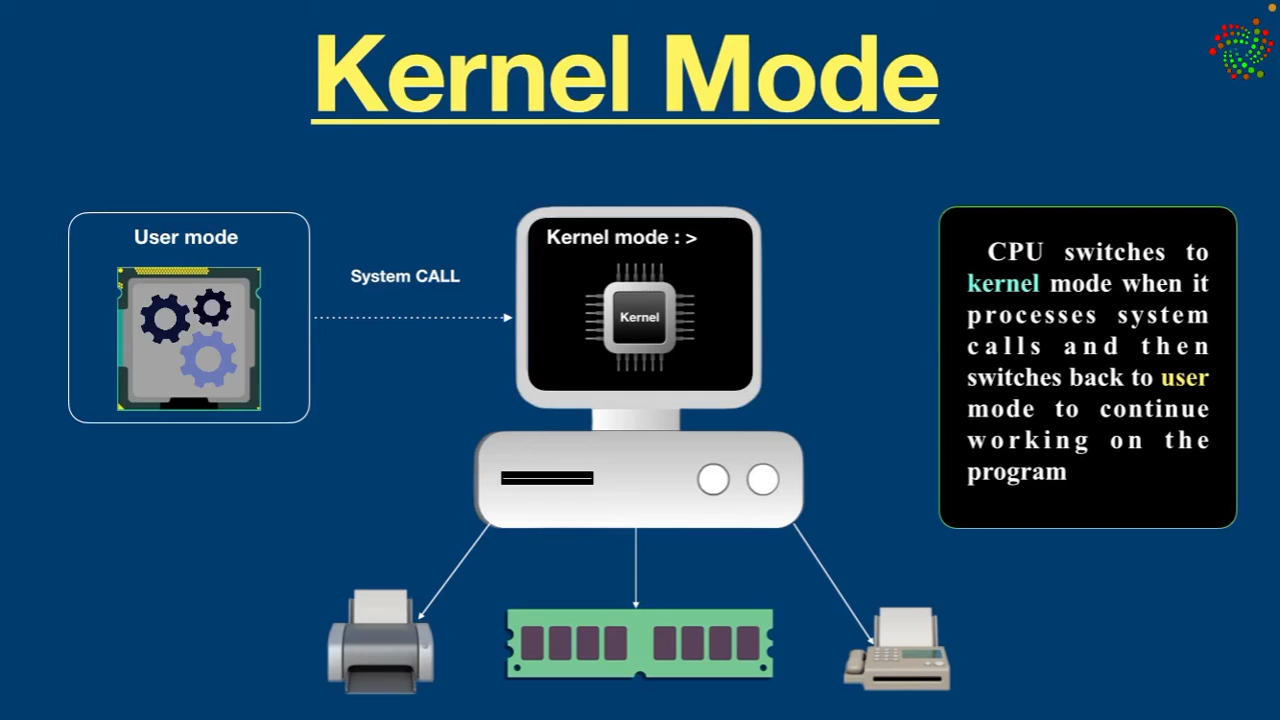 Kernel Mode
User mode
System CALL
Kernel mode : >
Kernel
CPU switches to
kernel mode when it
processes system
calls and then
switches back to user
mode to continue
working on the
program